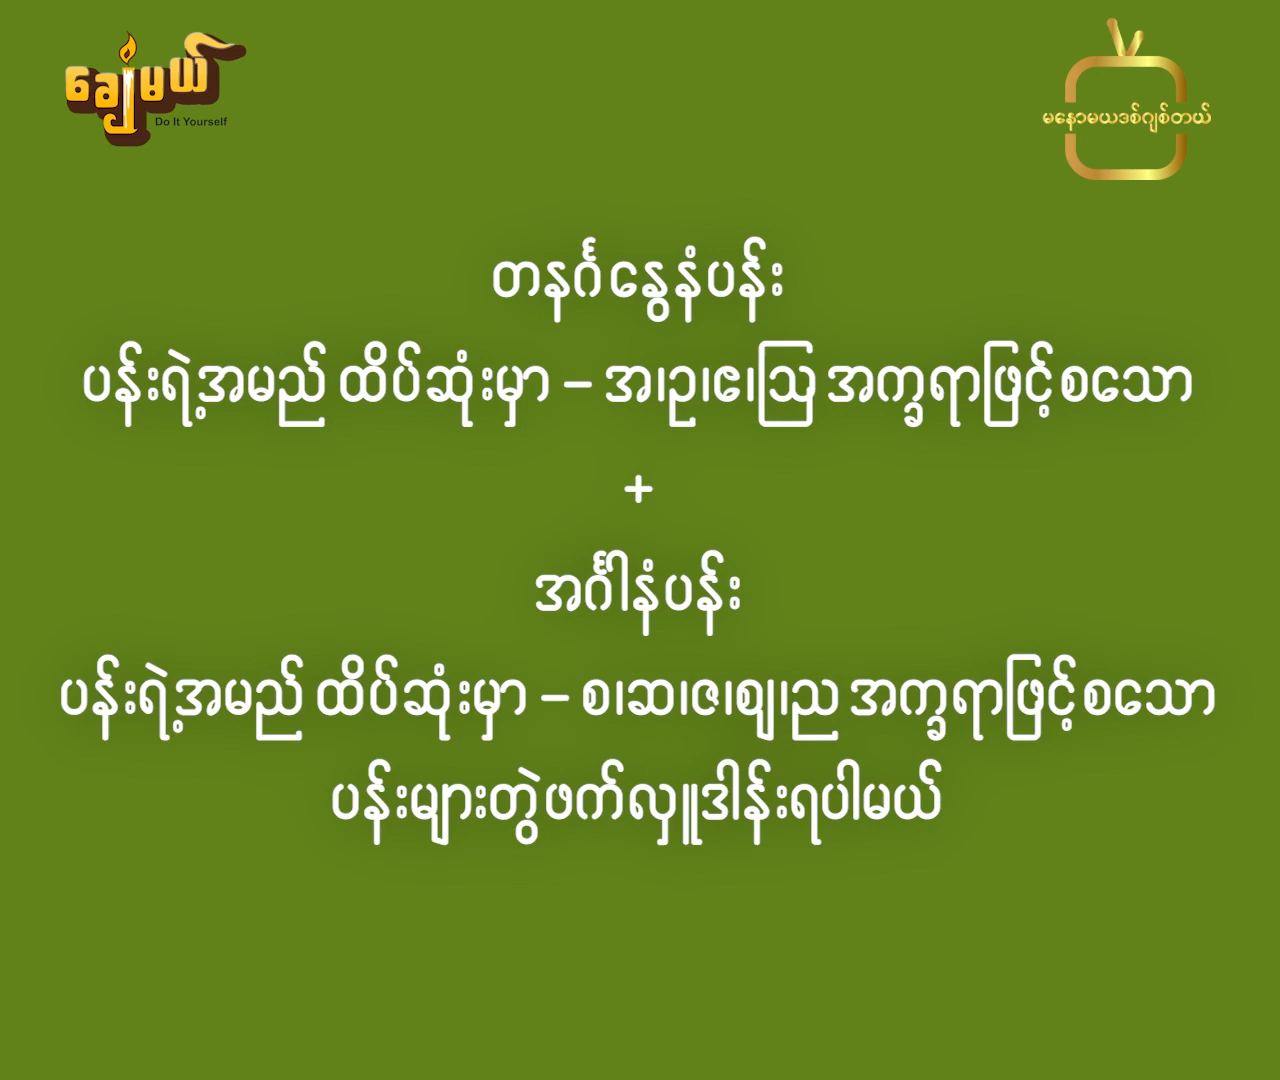 ချေမယ်
Do It Yourself
မနောမယဒစ်ဂျစ်တယ်
တနင်္ဂနွေနံပန်း
ပန်းရဲ့အမည် ထိပ်ဆုံးမှာ – အ၊ဥ၊ဧ၊ဩ အက္ခရာဖြင့်စသော
+
အင်္ဂါနံပန်း
ပန်းရဲ့အမည် ထိပ်ဆုံးမှာ – စ၊ဆ၊ဇ၊ဈ၊ည အက္ခရာဖြင့်စသော
ပန်းများတွဲဖက်လှူဒါန်းရပါမယ်